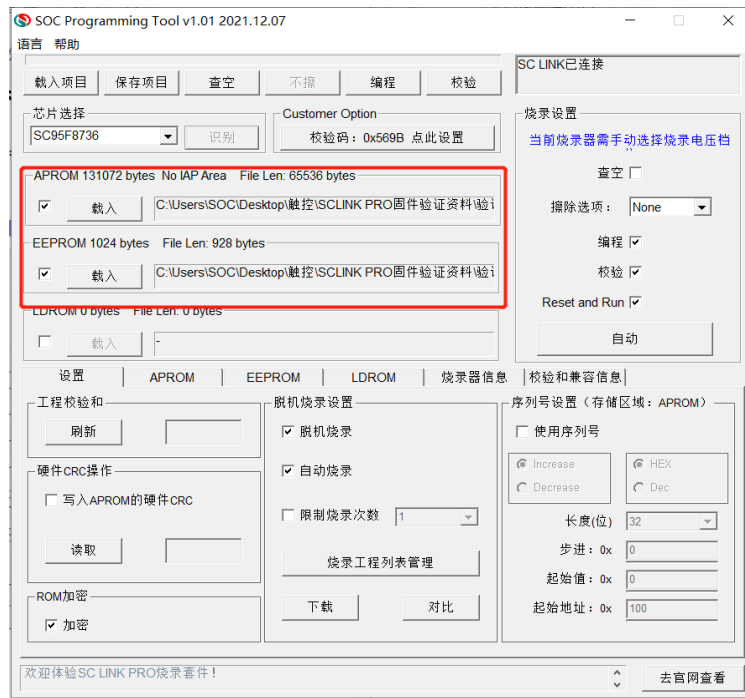 SOC Programming Tool v1.01 2021.12.07
语言 帮助
载入项目 保存项目 查空 不擦 编程 校验
SC LINK已连接
芯片选择
SC95F8736 识别
Customer Option
校验码：0x569B 点此设置
烧录设置
当前烧录器需手动选择烧录电压档
查空
擦除选项： None
编程
校验
Reset and Run
自动
APROM 131072 bytes No IAP Area File Len: 65536 bytes
载入 C:\Users\SOC\Desktop\触控\SCLINK PRO固件验证资料\验
EEPROM 1024 bytes File Len: 928 bytes
载入 C:\Users\SOC\Desktop\触控\SCLINK PRO固件验证资料\验
LDROM 0 bytes File Len: 0 bytes
载入 -
设置 APROM EEPROM LDROM 烧录器信息 校验和兼容信息
工程校验和
刷新
硬件CRC操作
写入APROM的硬件CRC
读取
ROM加密
加密
脱机烧录设置
脱机烧录
自动烧录
限制烧录次数 1
烧录工程列表管理
下载 对比
序列号设置（存储区域：APROM）
使用序列号
Increase HEX
Decrease Dec
长度(位) 32
步进：0x 0
起始值：0x 0
起始地址：0x 100
欢迎体验SC LINK PRO烧录套件！
去官网查看